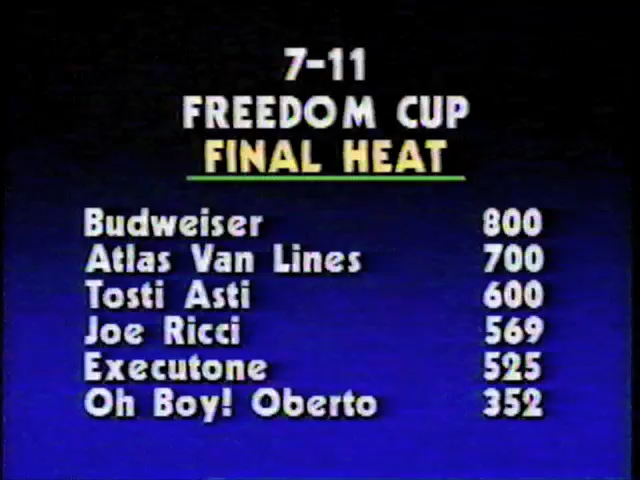 7-11
FREEDOM CUP
FINAL HEAT
Budweiser 800
Atlas Van Lines 700
Tosti Asti 600
Joe Ricci 569
Executone 525
Oh Boy! Oberto 352